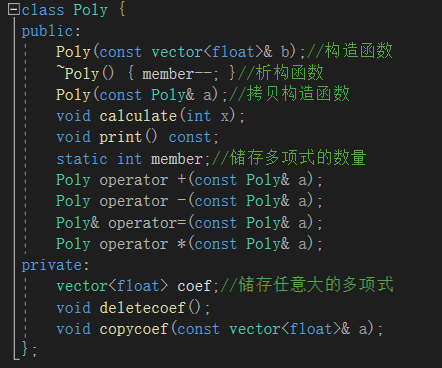 class Poly {
public:
    Poly(const vector<float>& b);//构造函数
    ~Poly() { member--; }//析构函数
    Poly(const Poly& a);//拷贝构造函数
    void calculate(int x);
    void print() const;
    static int member;//储存多项式的数量
    Poly operator +(const Poly& a);
    Poly operator -(const Poly& a);
    Poly& operator=(const Poly& a);
    Poly operator *(const Poly& a);
private:
    vector<float> coef;//储存任意大的多项式
    void deletecoef();
    void copycoef(const vector<float>& a);
};